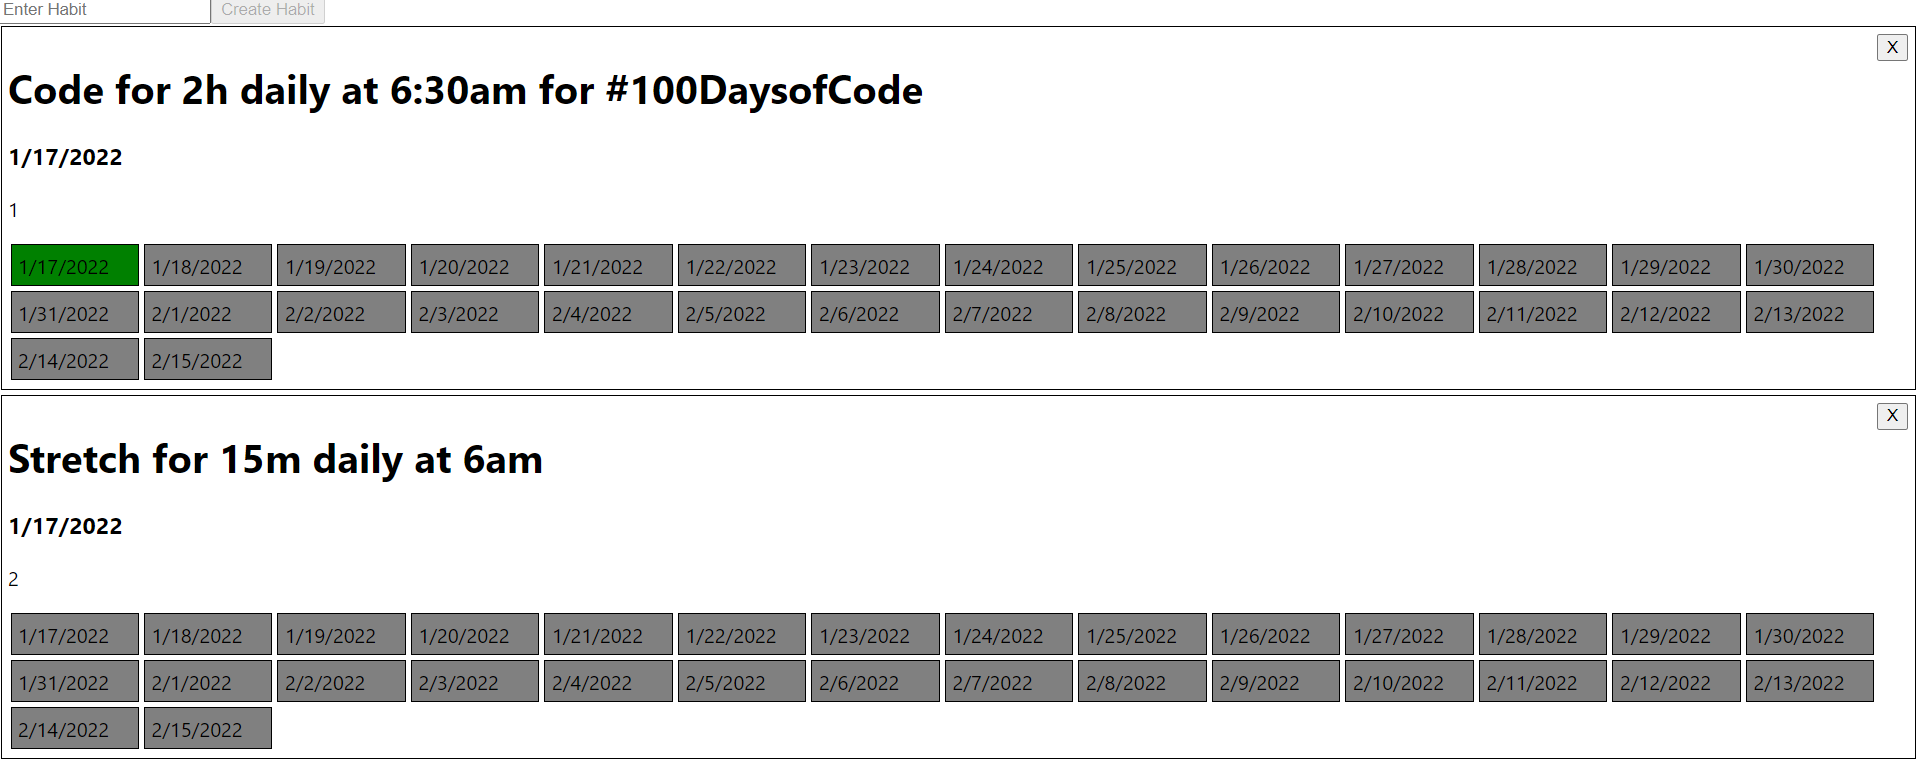 Enter Habit Create Habit
X
Code for 2h daily at 6:30am for #100DaysofCode
1/17/2022
1
1/17/2022 1/18/2022 1/19/2022 1/20/2022 1/21/2022 1/22/2022 1/23/2022 1/24/2022 1/25/2022 1/26/2022 1/27/2022 1/28/2022 1/29/2022 1/30/2022
1/31/2022 2/1/2022 2/2/2022 2/3/2022 2/4/2022 2/5/2022 2/6/2022 2/7/2022 2/8/2022 2/9/2022 2/10/2022 2/11/2022 2/12/2022 2/13/2022
2/14/2022 2/15/2022
X
Stretch for 15m daily at 6am
1/17/2022
2
1/17/2022 1/18/2022 1/19/2022 1/20/2022 1/21/2022 1/22/2022 1/23/2022 1/24/2022 1/25/2022 1/26/2022 1/27/2022 1/28/2022 1/29/2022 1/30/2022
1/31/2022 2/1/2022 2/2/2022 2/3/2022 2/4/2022 2/5/2022 2/6/2022 2/7/2022 2/8/2022 2/9/2022 2/10/2022 2/11/2022 2/12/2022 2/13/2022
2/14/2022 2/15/2022